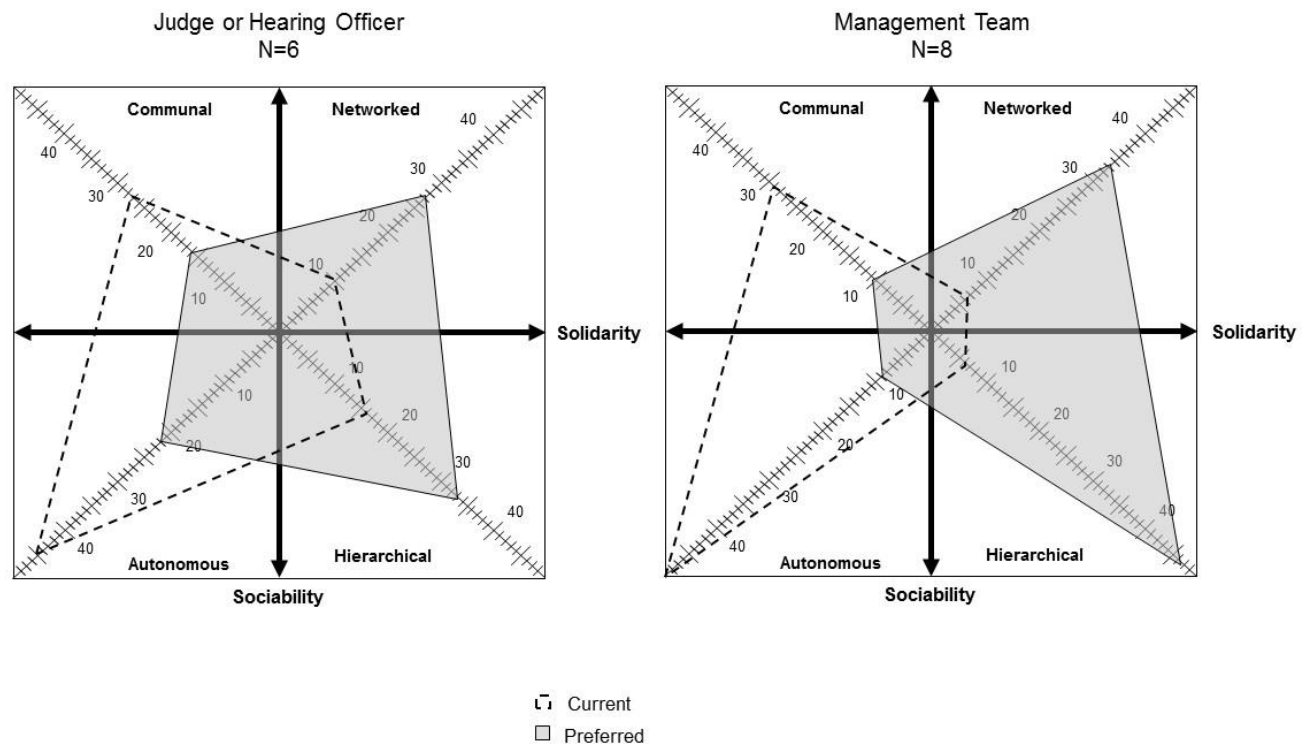 Judge or Hearing Officer
N=6
Communal
Networked
40
40
30
30
20
20
10
10
Solidarity
10
10
20
20
30
30
40
40
Autonomous
Hierarchical
Sociability
Management Team
N=8
Communal
Networked
40
40
30
30
20
20
10
10
Solidarity
10
10
20
20
30
30
40
40
Autonomous
Hierarchical
Sociability
Current
Preferred